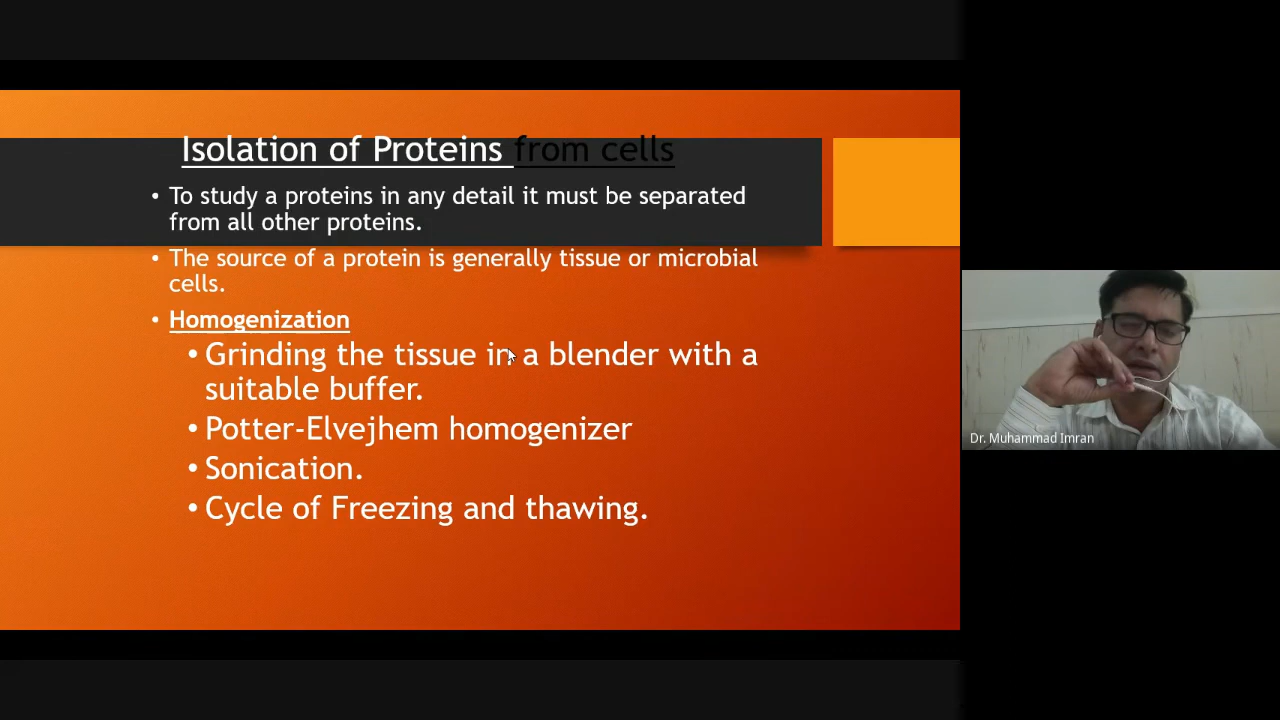 Isolation of Proteins from cells
• To study a proteins in any detail it must be separated
from all other proteins.
• The source of a protein is generally tissue or microbial
cells.
• Homogenization
• Grinding the tissue in a blender with a
suitable buffer.
• Potter-Elvejhem homogenizer
• Sonication.
• Cycle of Freezing and thawing.
Dr. Muhammad Imran